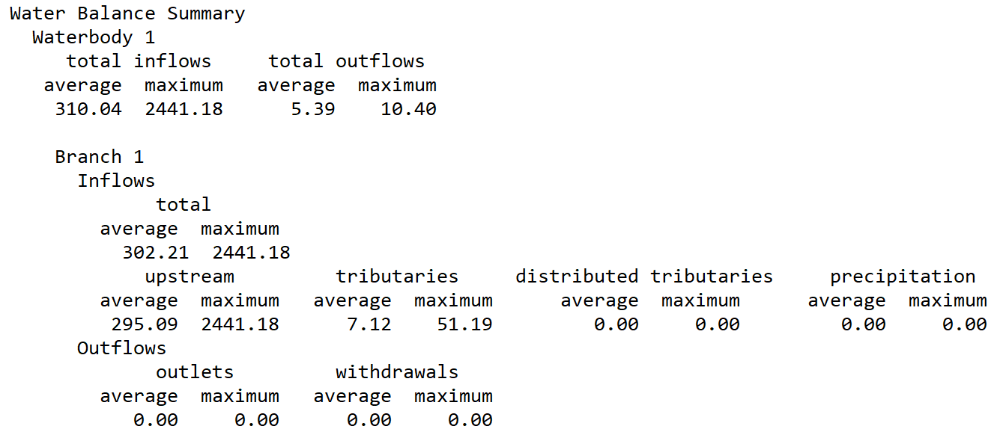 Water Balance Summary
Waterbody 1
total inflows total outflows
average maximum average maximum
310.04 2441.18 5.39 10.40
Branch 1
Inflows
total
average maximum
302.21 2441.18
upstream tributaries distributed tributaries precipitation
average maximum average maximum average maximum average maximum
295.09 2441.18 7.12 51.19 0.00 0.00 0.00 0.00
Outflows
outlets withdrawals
average maximum average maximum
0.00 0.00 0.00 0.00